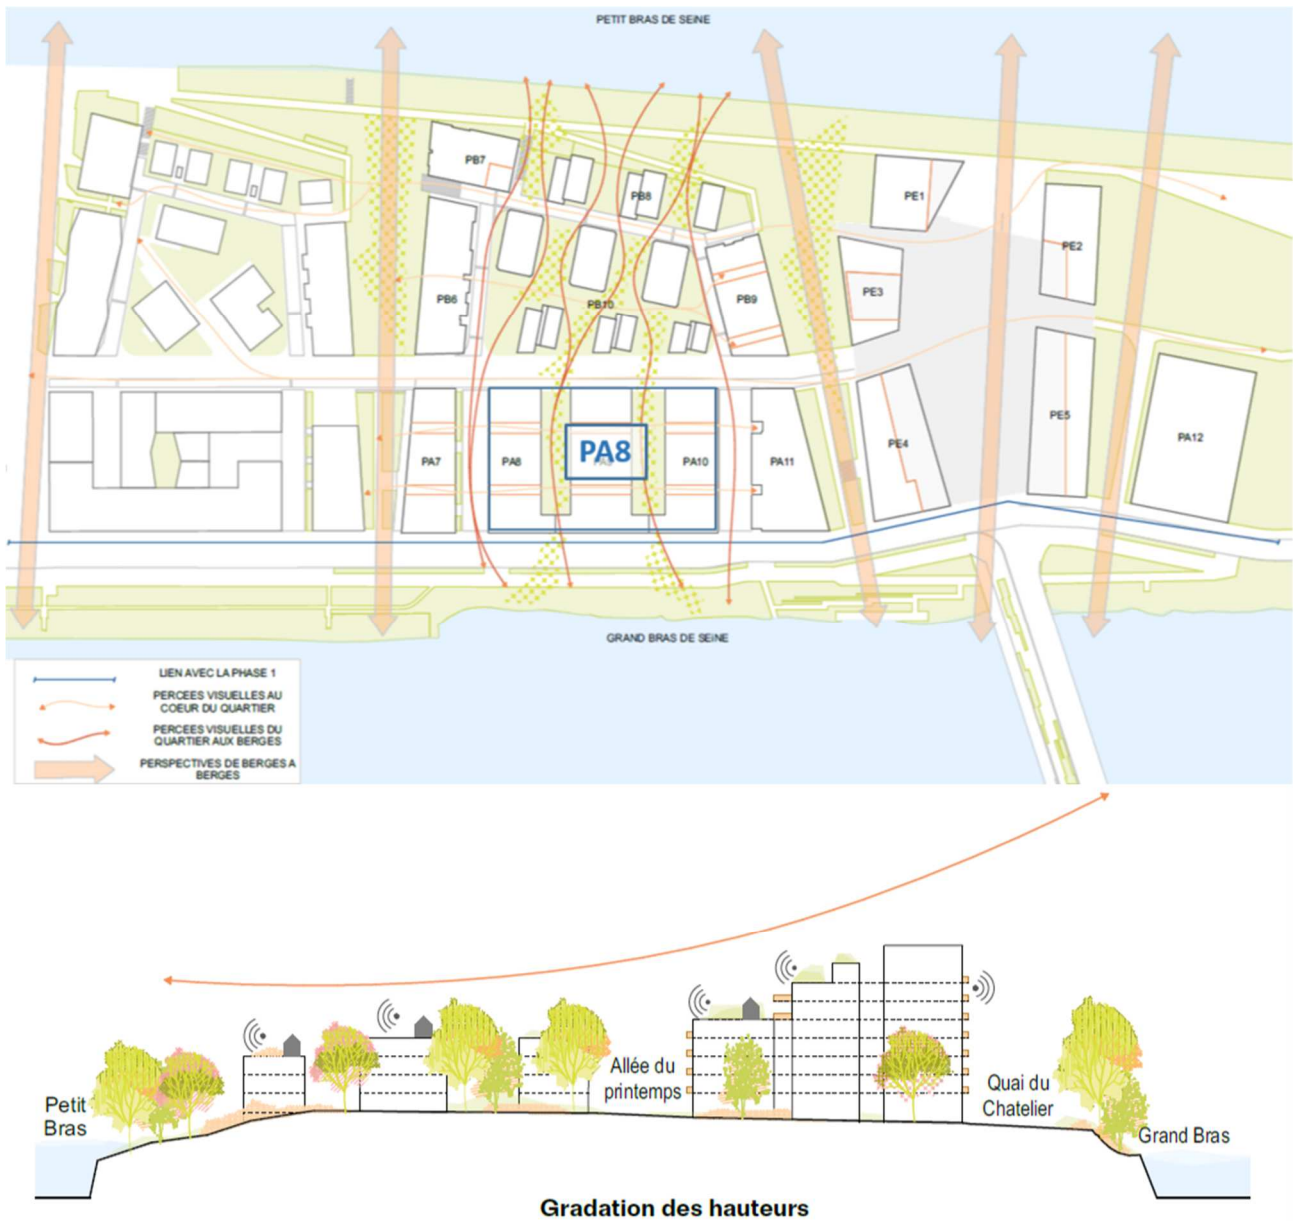 PETIT BRAS DE SEINE
PB7
PB8
PE1
PE2
PE3
PB6
PB10
PB9
PA7
PA8
PA8
PA10
PA11
PE4
PE5
PA12
GRAND BRAS DE SEINE
LIEN AVEC LA PHASE 1
PERCEES VISUELLES AU
COEUR DU QUARTIER
PERCEES VISUELLES DU
QUARTIER AUX BERGES
PERSPECTIVES DE BERGES A
BERGES
Petit
Bras
Allée du
printemps
Quai du
Chatelier
Grand Bras
Gradation des hauteurs